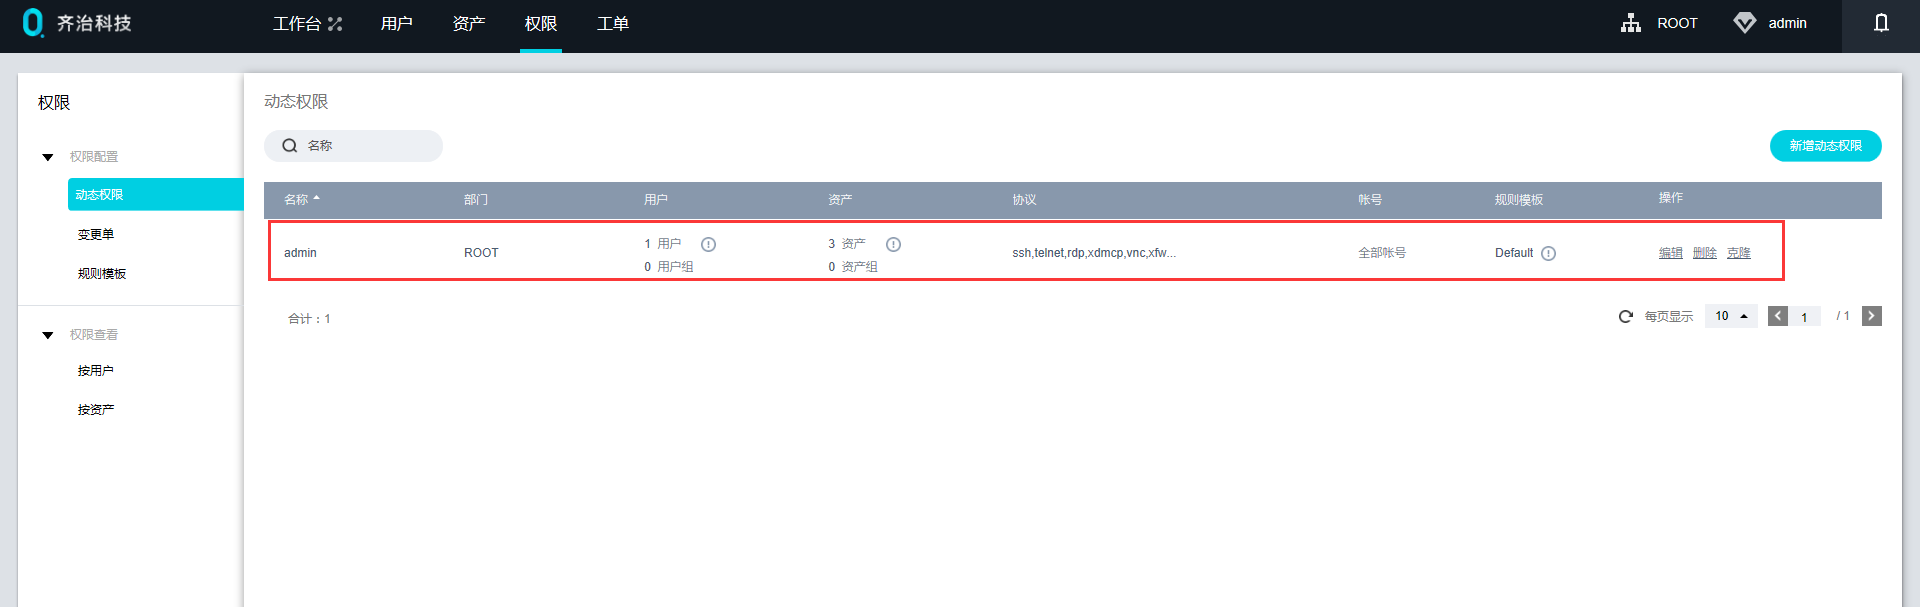 齐治科技
工作台 用户 资产 权限 工单
ROOT admin
权限
权限配置
动态权限
变更单
规则模板
权限查看
按用户
按资产
动态权限
名称
新增动态权限
名称 部门 用户 资产 协议 帐号 规则模板 操作
admin ROOT 1 用户 3 资产 ssh,telnet,rdp,xdmcp,vnc,xfw... 全部帐号 Default 编辑 删除 克隆
0 用户组 0 资产组
合计：1
每页显示 10 1 / 1